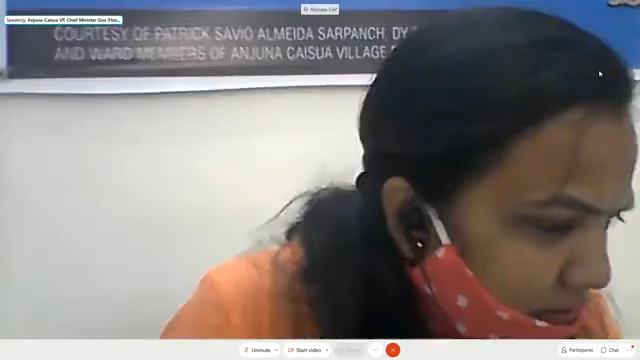 Anjuna-Caisf
Speaking: Anjuna-Caisua VP, Chief Minister Goa (Hos...
COURTESY OF PATRICK SAVIO ALMEIDA SARPANCH, DY
AND WARD MEMBERS OF ANJUNA CAISUA VILLAGE
Unmute
Start video
Participants
Chat